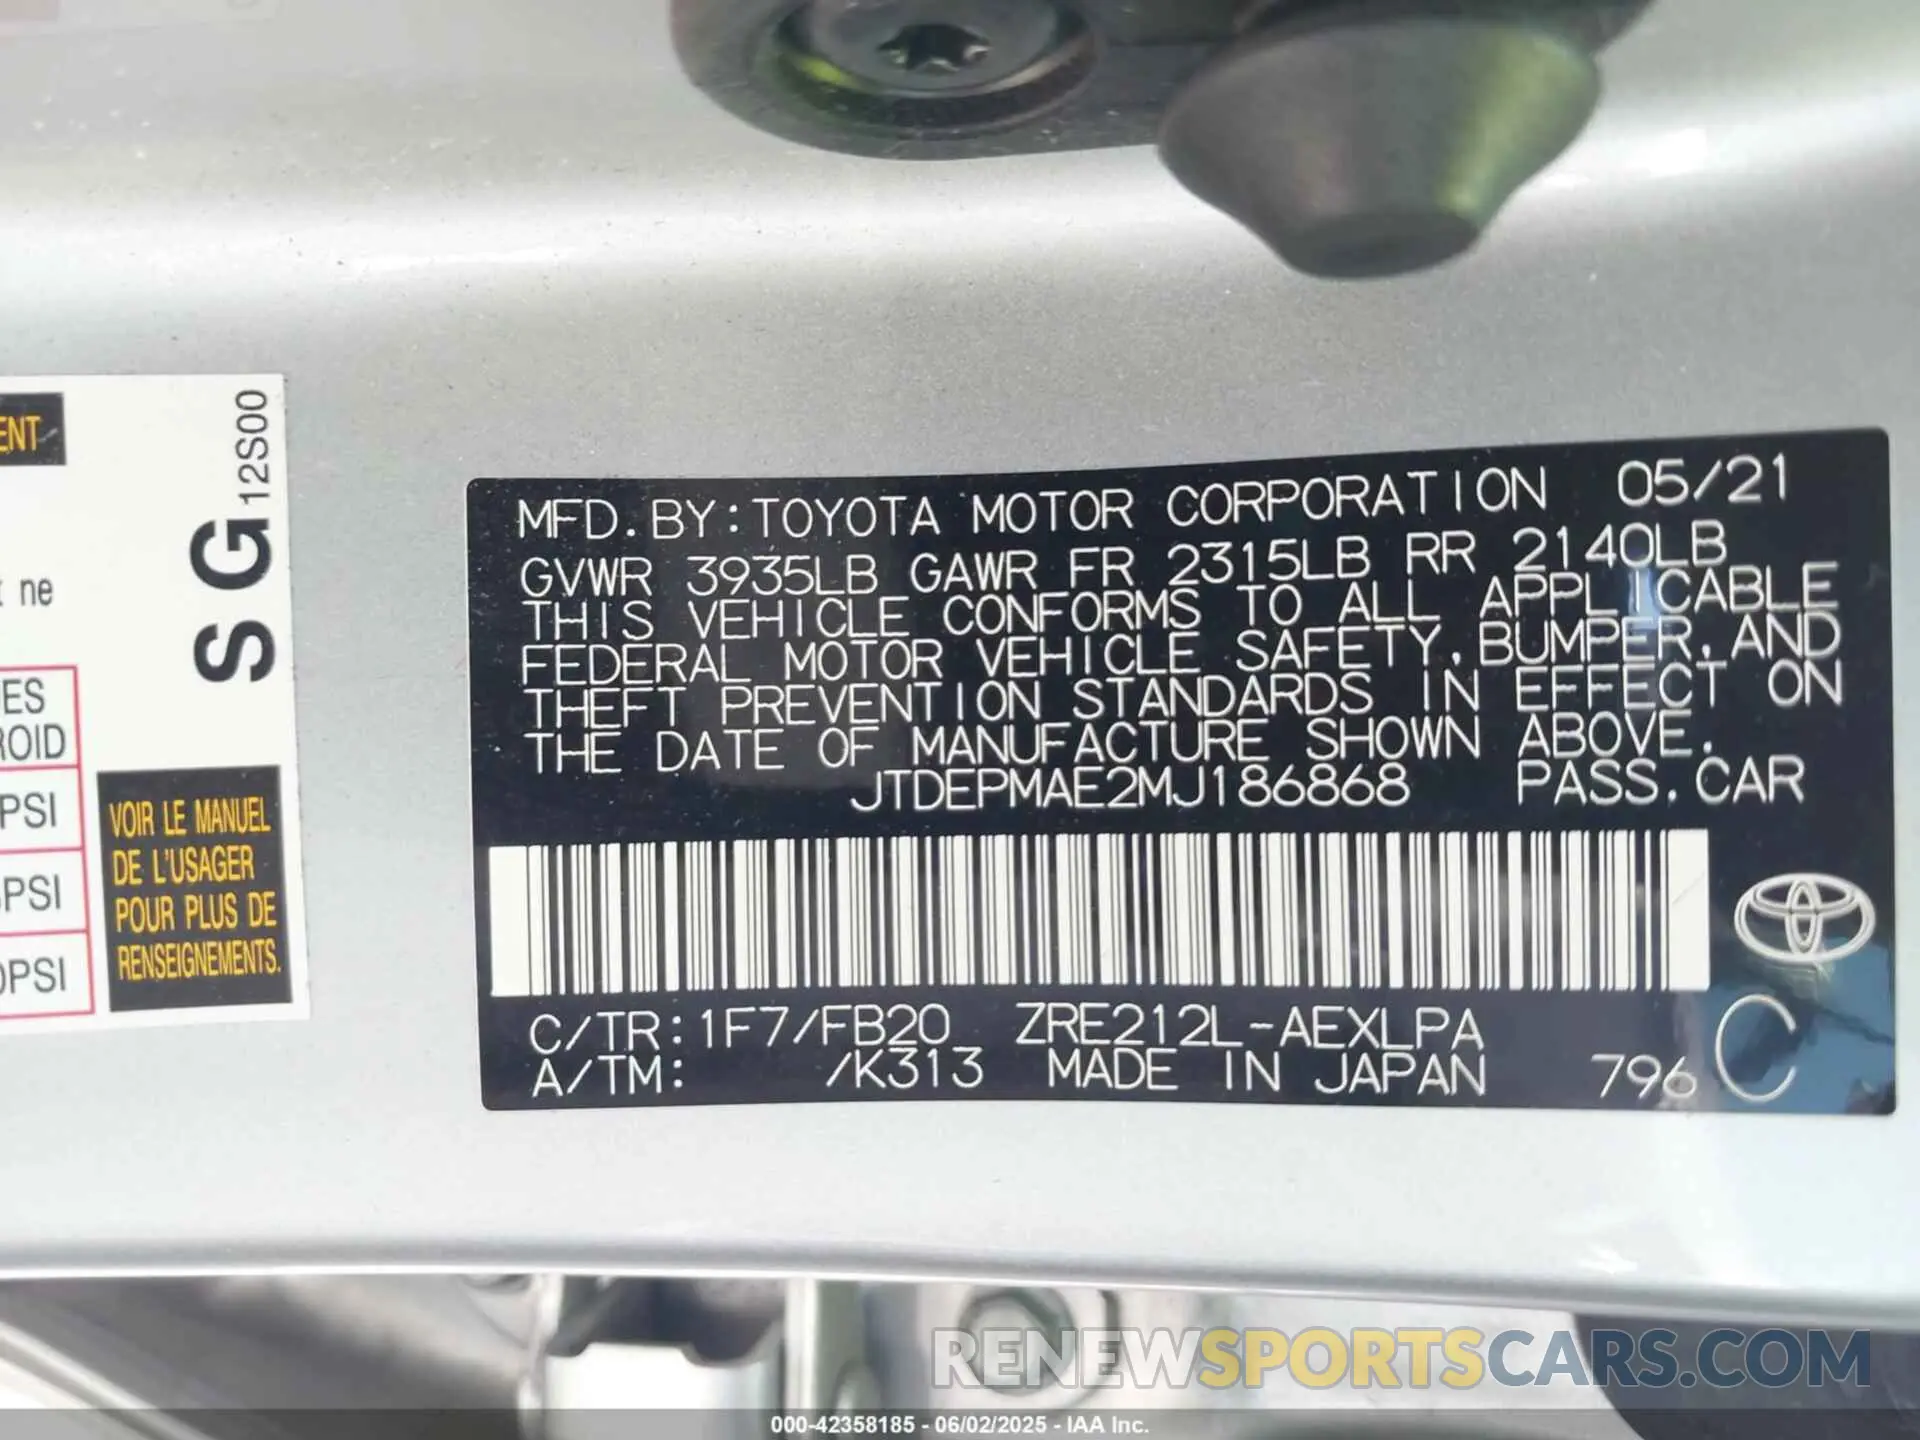 ENT
ne
SG12S00
ES
ROID
PSI
PSI
0PSI
VOIR LE MANUEL
DE L'USAGER
POUR PLUS DE
RENSEIGNEMENTS.
MFD. BY: TOYOTA MOTOR CORPORATION 05/21
GVWR 3935LB GAWR FR 2315LB RR 2140LB
THIS VEHICLE CONFORMS TO ALL APPLICABLE
FEDERAL MOTOR VEHICLE SAFETY, BUMPER, AND
THEFT PREVENTION STANDARDS IN EFFECT ON
THE DATE OF MANUFACTURE SHOWN ABOVE.
JTDEPMAE2MJ186868 PASS. CAR
C/TR: 1F7/FB20 ZRE212L-AEXLPA
A/TM: /K313 MADE IN JAPAN 796 C
RENEWSPORTSCARS.COM
000-42358185 - 06/02/2025 - IAA Inc.